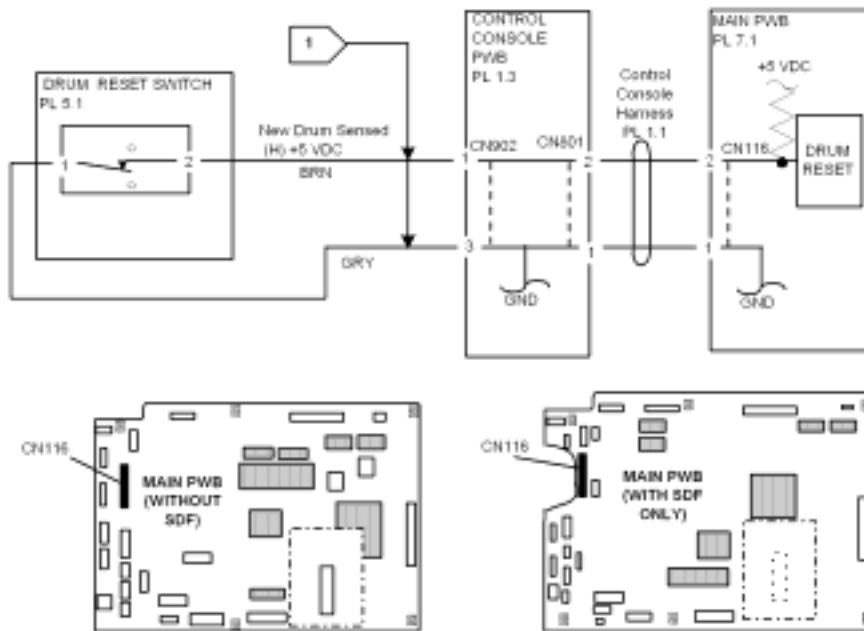 1
CONTROL
CONSOLE
PWB
PL 1.3
MAIN PWB
PL 7.1
+5 VDC
DRUM RESET SWITCH
PL 5.1
Control
Console
Harness
PL 1.1
New Drum Sensed
(H) +5 VDC
BRN
1
2
1
CN902
CN801
2
2
CN116
DRUM
RESET
GRY
3
1
1
GND
GND
CN116
MAIN PWB
(WITHOUT
SDF)
CN116
MAIN PWB
(WITH SDF
ONLY)